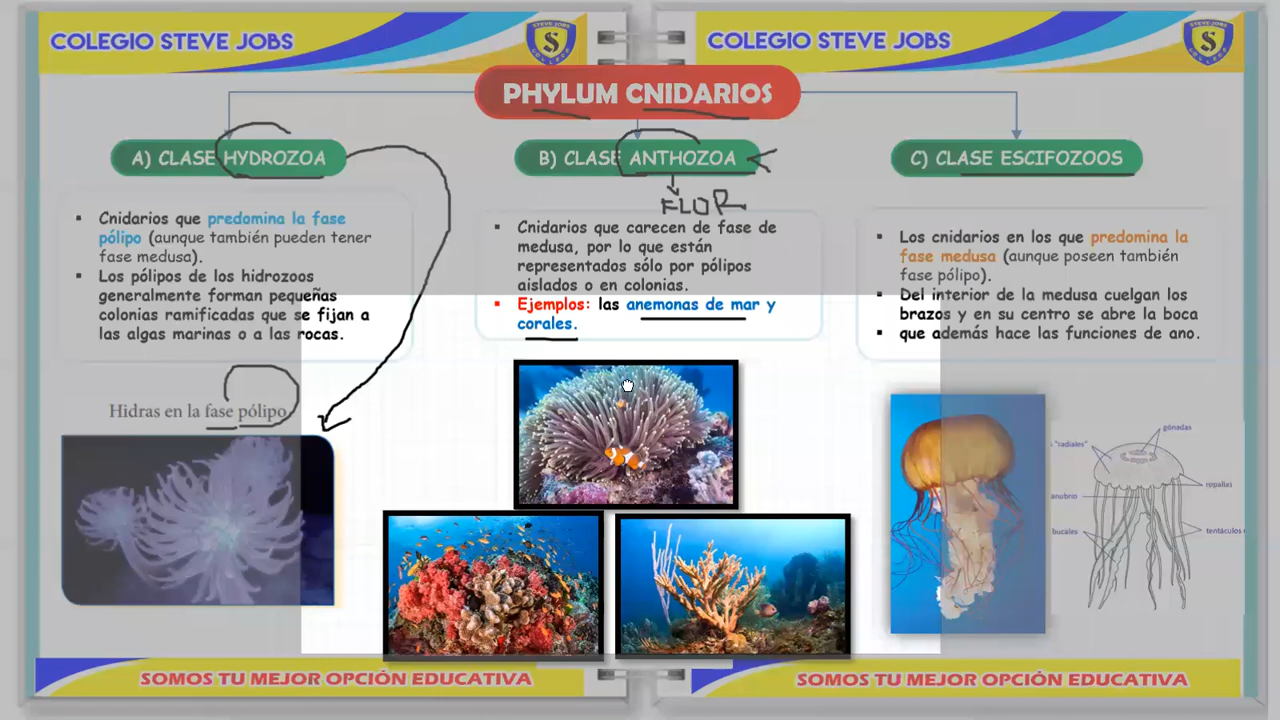 COLEGIO STEVE JOBS
COLEGIO STEVE JOBS
PHYLUM CNIDARIOS
A) CLASE HYDROZOA
▪ Cnidarios que predomina la fase
pólipo (aunque también pueden tener
fase medusa).
▪ Los pólipos de los hidrozoos
generalmente forman pequeñas
colonias ramificadas que se fijan a
las algas marinas o a las rocas.
Hidras en la fase pólipo
B) CLASE ANTHOZOA
FLOR
▪ Cnidarios que carecen de fase de
medusa, por lo que están
representados sólo por pólipos
aislados o en colonias.
▪ Ejemplos: las anemonas de mar y
corales.
C) CLASE ESCIFOZOOS
▪ Los cnidarios en los que predomina la
fase medusa (aunque poseen también
fase pólipo).
▪ Del interior de la medusa cuelgan los
brazos y en su centro se abre la boca
▪ que además hace las funciones de ano.
gónadas
"radiales"
ropalias
anubrio
bucales
tentáculos
SOMOS TU MEJOR OPCIÓN EDUCATIVA
SOMOS TU MEJOR OPCIÓN EDUCATIVA